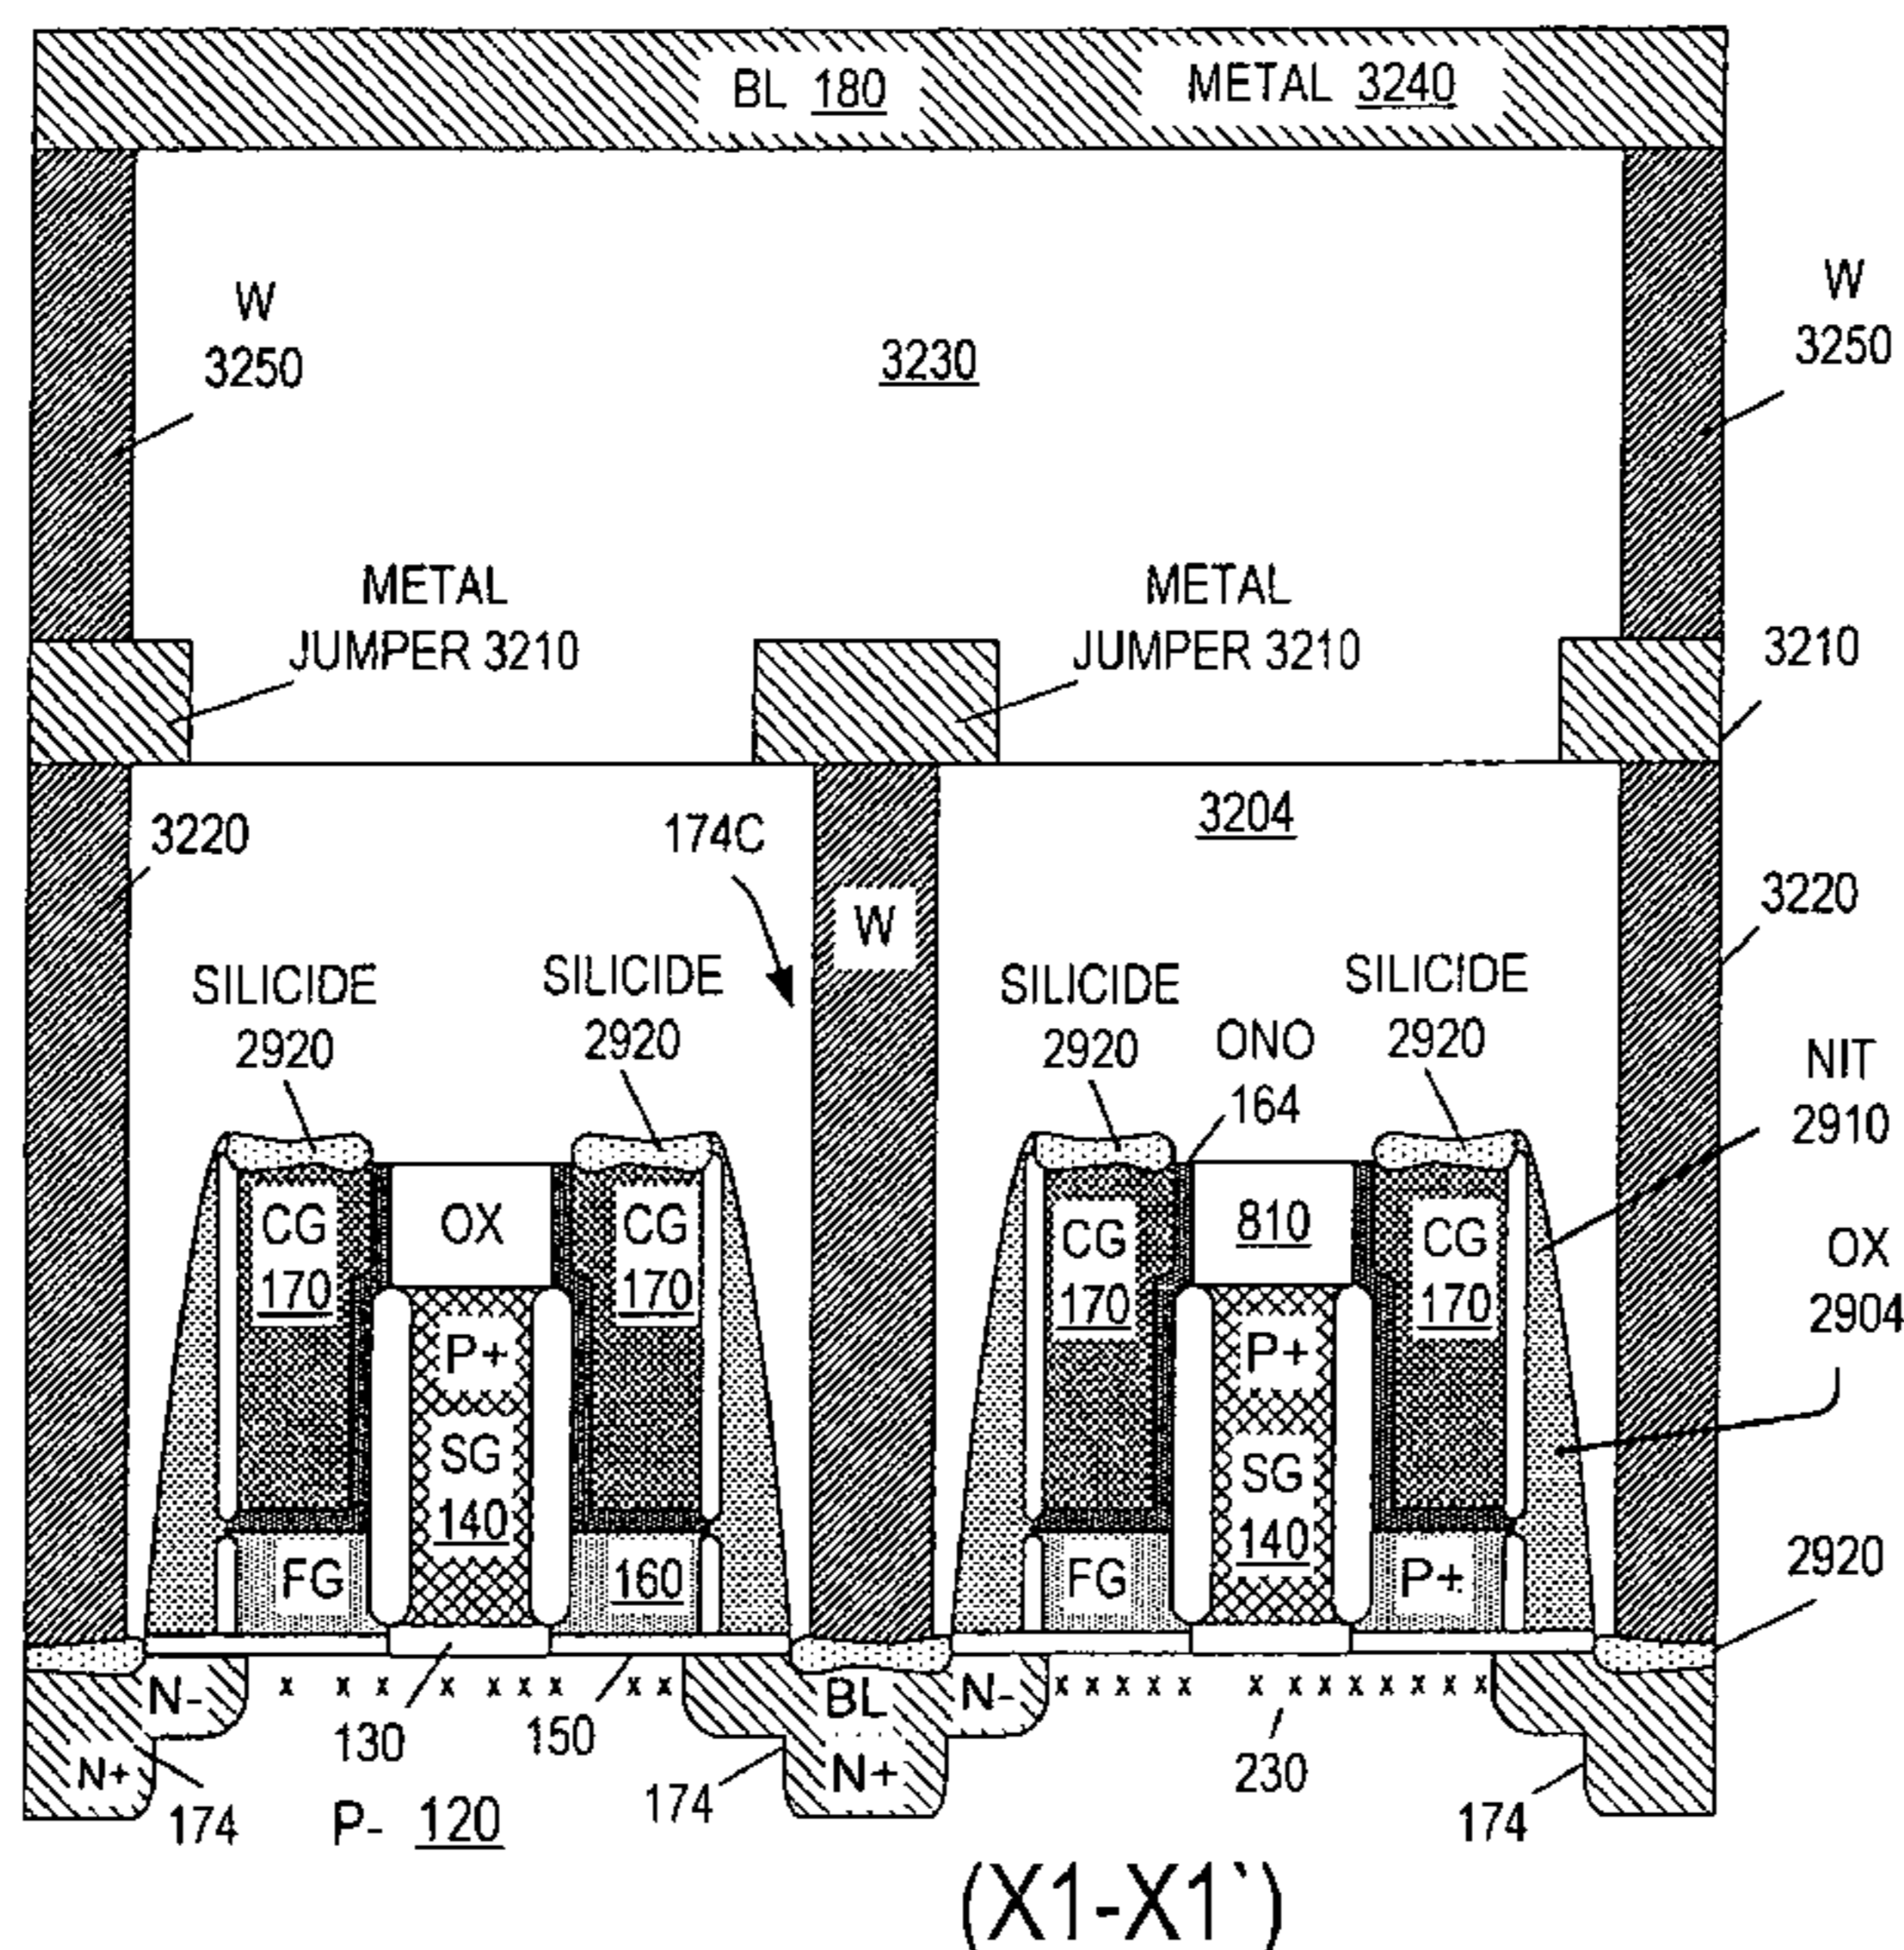 BL 180
METAL 3240
W
3250
W
3250
3230
METAL
JUMPER 3210
METAL
JUMPER 3210
3210
3220
174C
3204
W
3220
SILICIDE
2920
SILICIDE
2920
SILICIDE
2920
ONO
164
SILICIDE
2920
NIT
2910
CG
170
OX
CG
170
CG
170
810
CG
170
OX
2904
P+
P+
SG
140
SG
140
FG
160
FG
P+
2920
N-
x x x x x x x x x
BL
N-
x x x x x x x x x x x x x
N+
130
150
N+
230
174
P- 120
174
174
(X1-X1`)